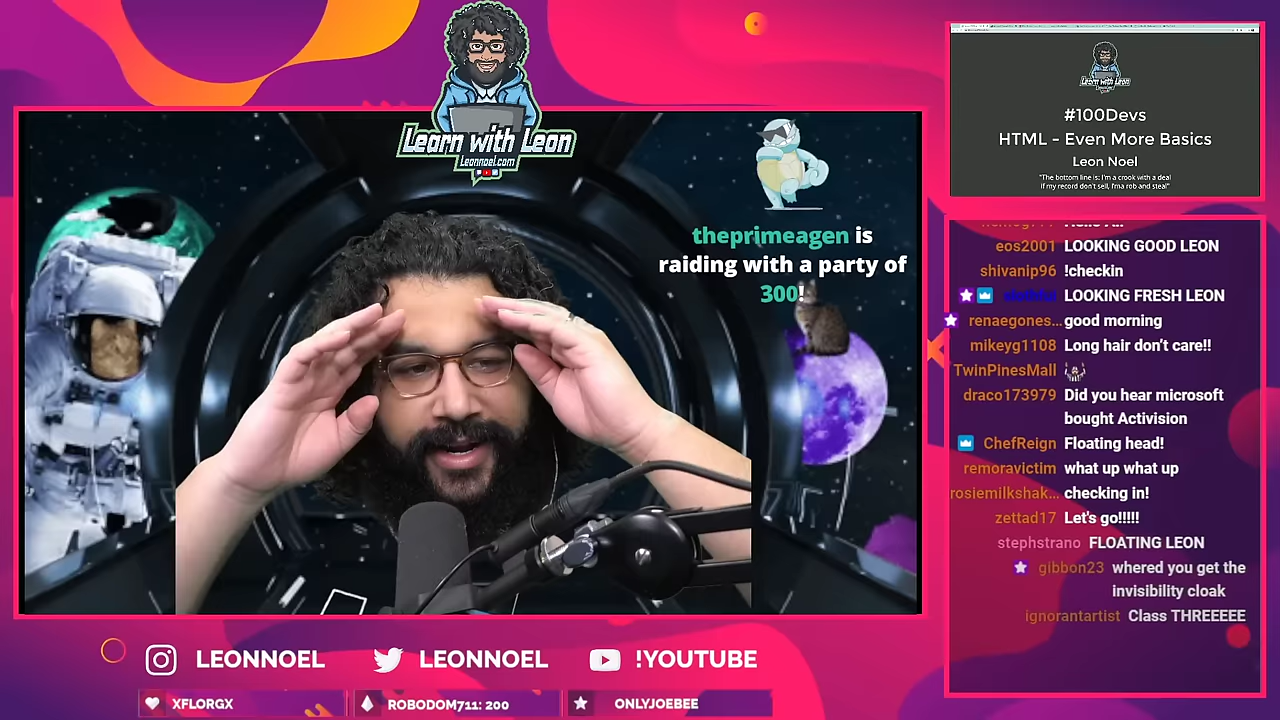 Learn with Leon
Leonnoel.com
theprimeagen is
raiding with a party of
300!
LEONNOEL
LEONNOEL
!YOUTUBE
XFLORGX
ROBODOM711: 200
ONLYJOEBEE
Learn with Leon
#100Devs
HTML - Even More Basics
Leon Noel
"The bottom line is: I'm a crook with a deal
If my record don't sell, I'ma rob and steal"
eos2001 LOOKING GOOD LEON
shivanip96 !checkin
LOOKING FRESH LEON
renaegones... good morning
mikeyg1108 Long hair don't care!!
TwinPinesMall
draco173979 Did you hear microsoft
bought Activision
ChefReign Floating head!
remoravictim what up what up
rosiemilkshak... checking in!
zettad17 Let's go!!!!!
stephstrano FLOATING LEON
gibbon23 whered you get the
invisibility cloak
ignorantartist Class THREEEEE